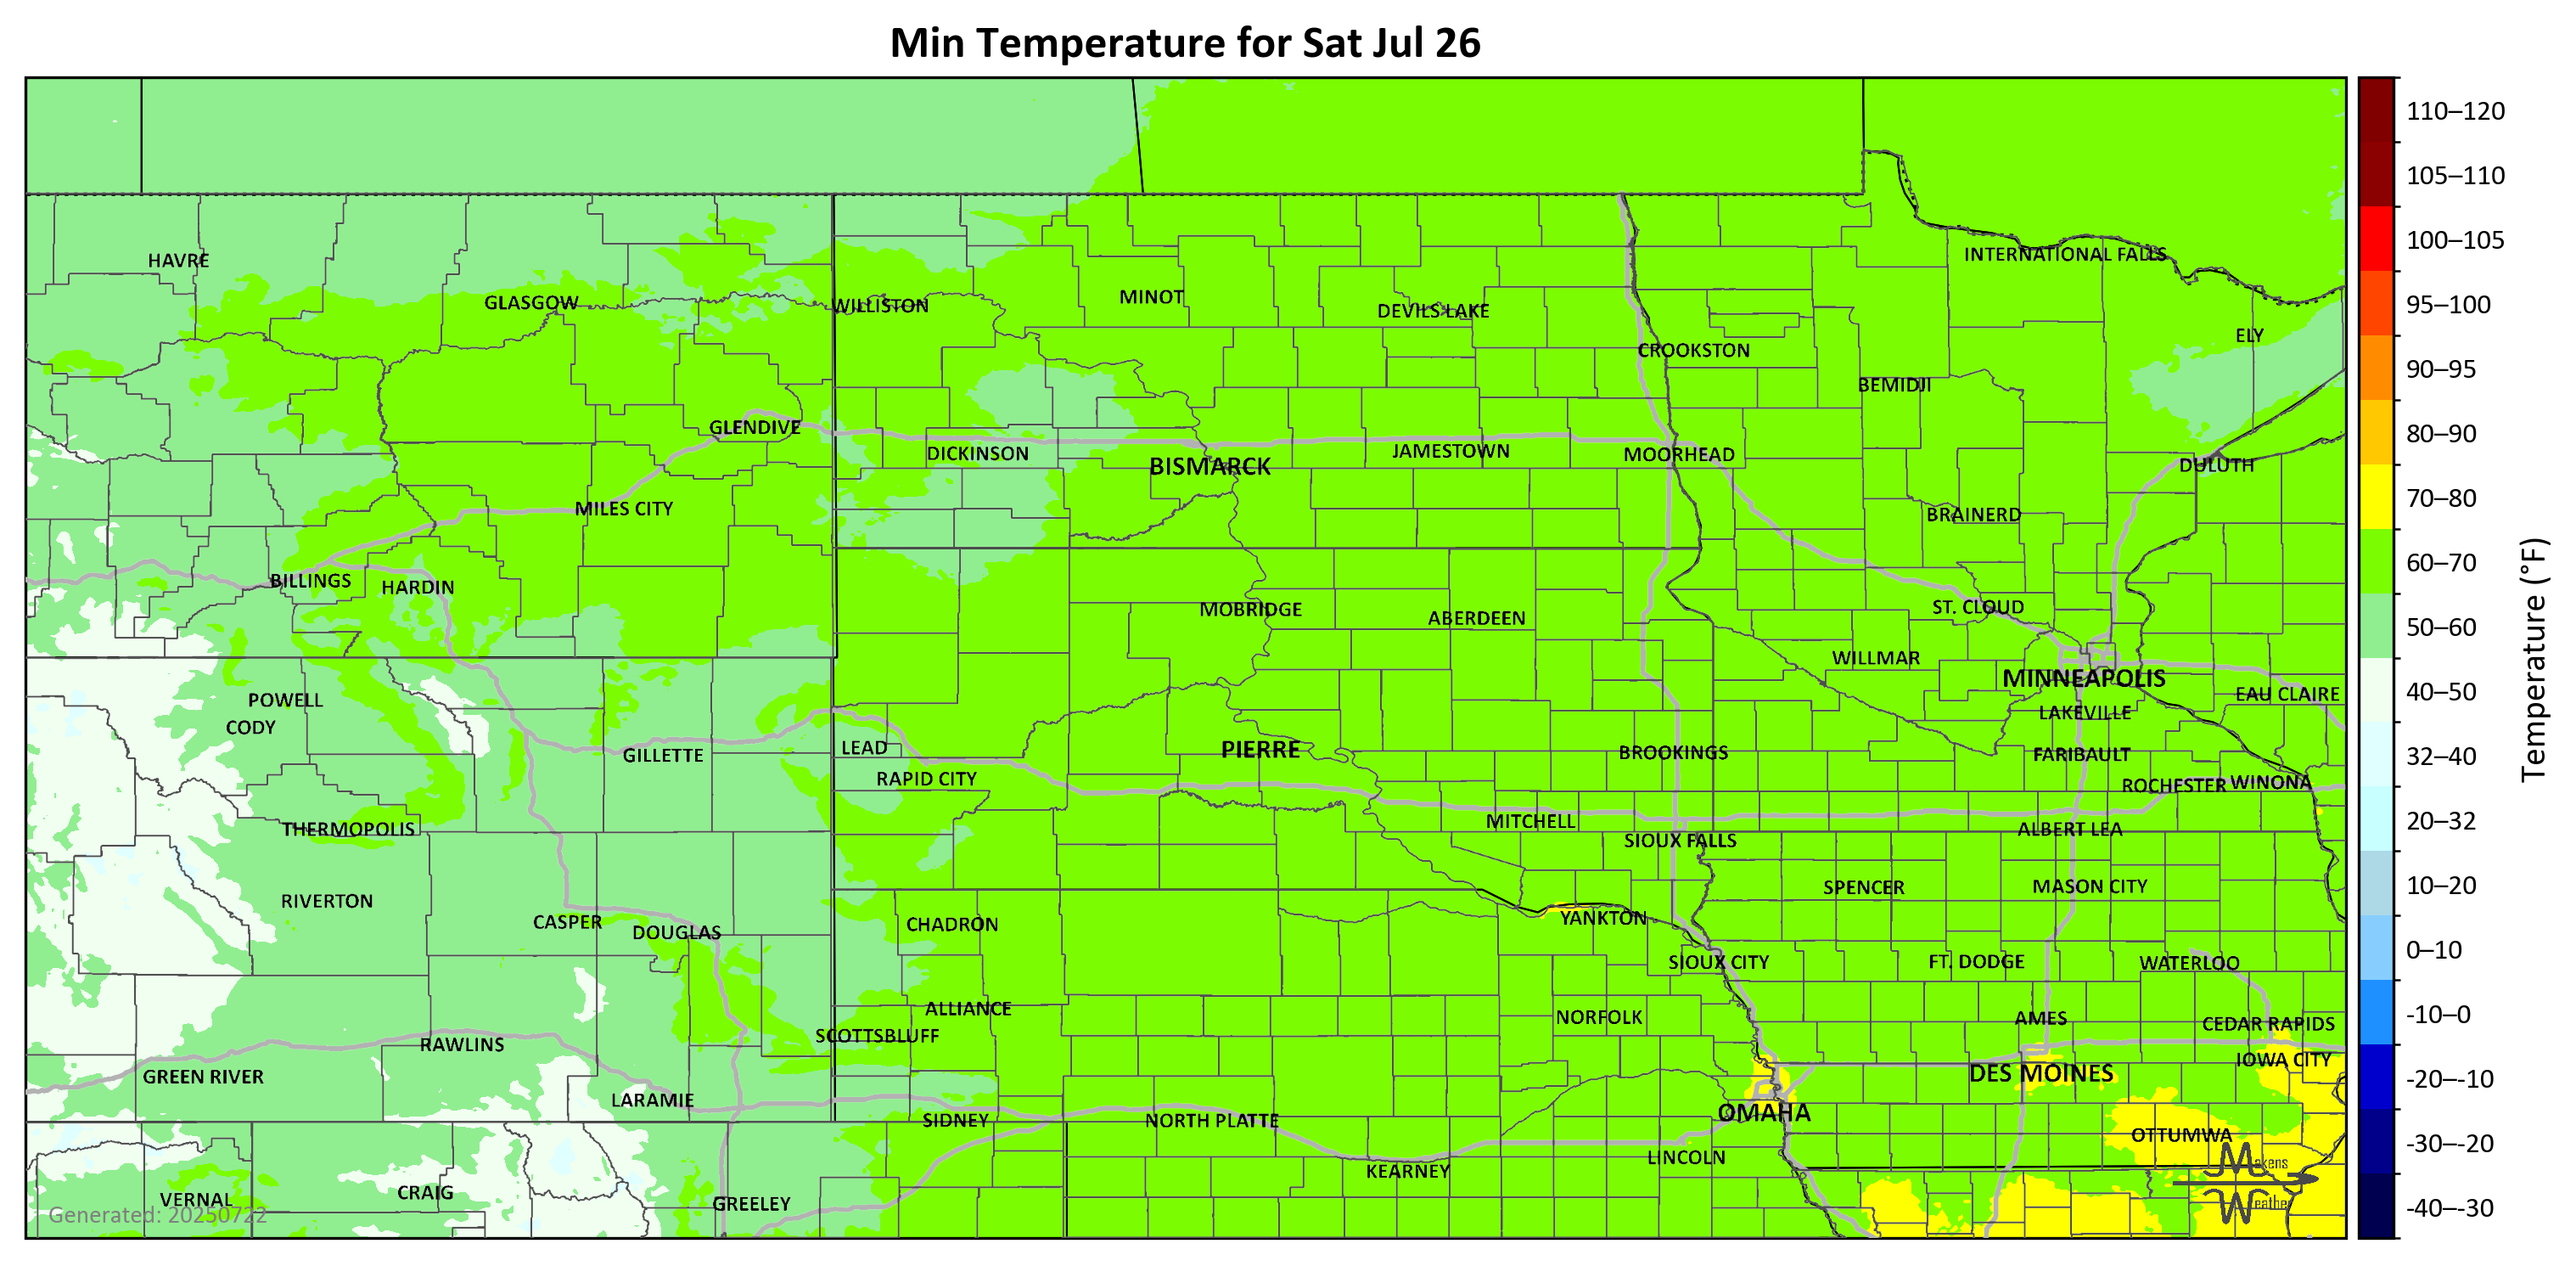 Min Temperature for Sat Jul 26
HAVRE
GLASGOW
WILLISTON
MINOT
DEVILS LAKE
INTERNATIONAL FALLS
ELY
CROOKSTON
BEMIDJI
GLENDIVE
DICKINSON
BISMARCK
JAMESTOWN
MOORHEAD
DULUTH
MILES CITY
BRAINERD
BILLINGS
HARDIN
MOBRIDGE
ABERDEEN
ST. CLOUD
WILLMAR
MINNEAPOLIS
EAU CLAIRE
POWELL
CODY
LAKEVILLE
GILLETTE
LEAD
PIERRE
BROOKINGS
FARIBAULT
RAPID CITY
ROCHESTER
WINONA
THERMOPOLIS
MITCHELL
SIOUX FALLS
ALBERT LEA
SPENCER
MASON CITY
RIVERTON
CASPER
DOUGLAS
CHADRON
YANKTON
SIOUX CITY
FT. DODGE
WATERLOO
ALLIANCE
NORFOLK
AMES
CEDAR RAPIDS
SCOTTSBLUFF
RAWLINS
IOWA CITY
GREEN RIVER
DES MOINES
LARAMIE
SIDNEY
NORTH PLATTE
OMAHA
OTTUMWA
KEARNEY
LINCOLN
VERNAL
CRAIG
GREELEY
Generated: 20250722
Makens
Weather
110–120
105–110
100–105
95–100
90–95
80–90
70–80
60–70
50–60
40–50
32–40
20–32
10–20
0–10
-10–0
-20–-10
-30–-20
-40–-30
Temperature (°F)